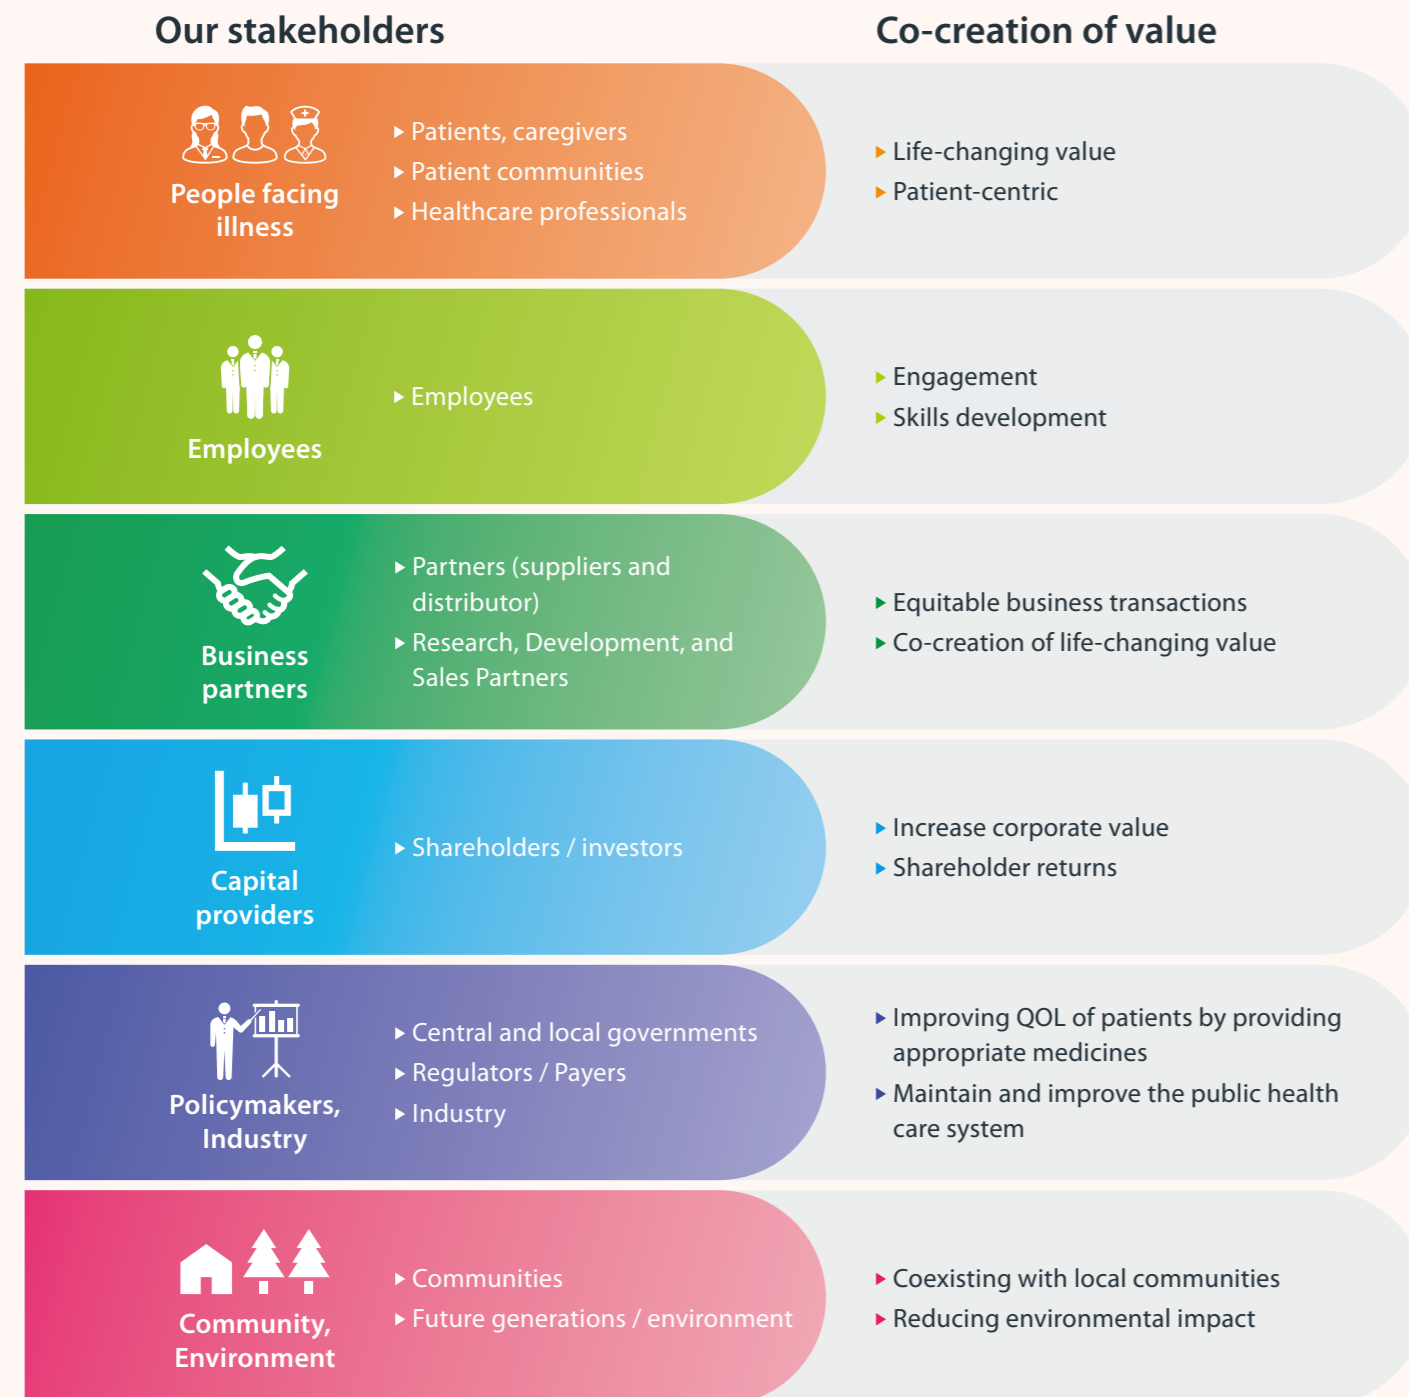 Our stakeholders
Co-creation of value
People facing
illness
▸ Patients, caregivers
▸ Patient communities
▸ Healthcare professionals
▸ Life-changing value
▸ Patient-centric
Employees
▸ Employees
▸ Engagement
▸ Skills development
Business
partners
▸ Partners (suppliers and
distributor)
▸ Research, Development, and
Sales Partners
▸ Equitable business transactions
▸ Co-creation of life-changing value
Capital
providers
▸ Shareholders / investors
▸ Increase corporate value
▸ Shareholder returns
Policymakers,
Industry
▸ Central and local governments
▸ Regulators / Payers
▸ Industry
▸ Improving QOL of patients by providing
appropriate medicines
▸ Maintain and improve the public health
care system
Community,
Environment
▸ Communities
▸ Future generations / environment
▸ Coexisting with local communities
▸ Reducing environmental impact